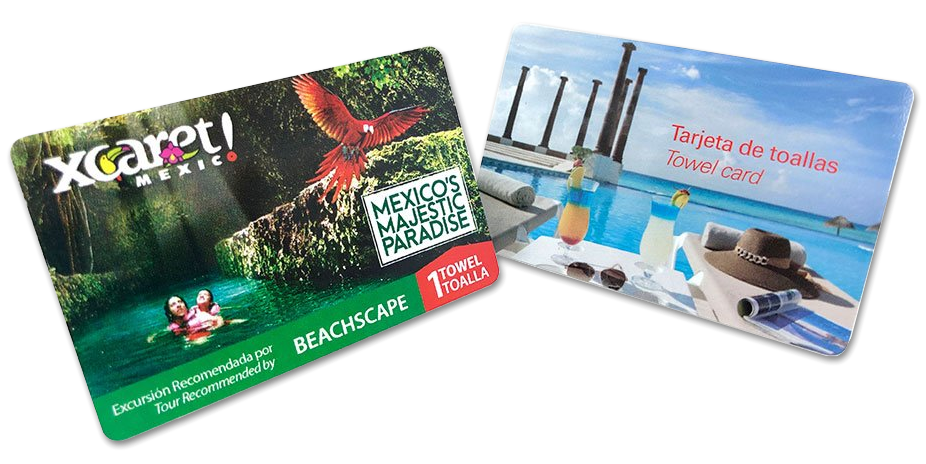 xcaret!
MEXICO
MEXICO'S
MAJESTIC
PARADISE
1 TOWEL
TOALLA
BEACHSCAPE
Excursión Recomendada por
Tour Recommended by
Tarjeta de toallas
Towel card